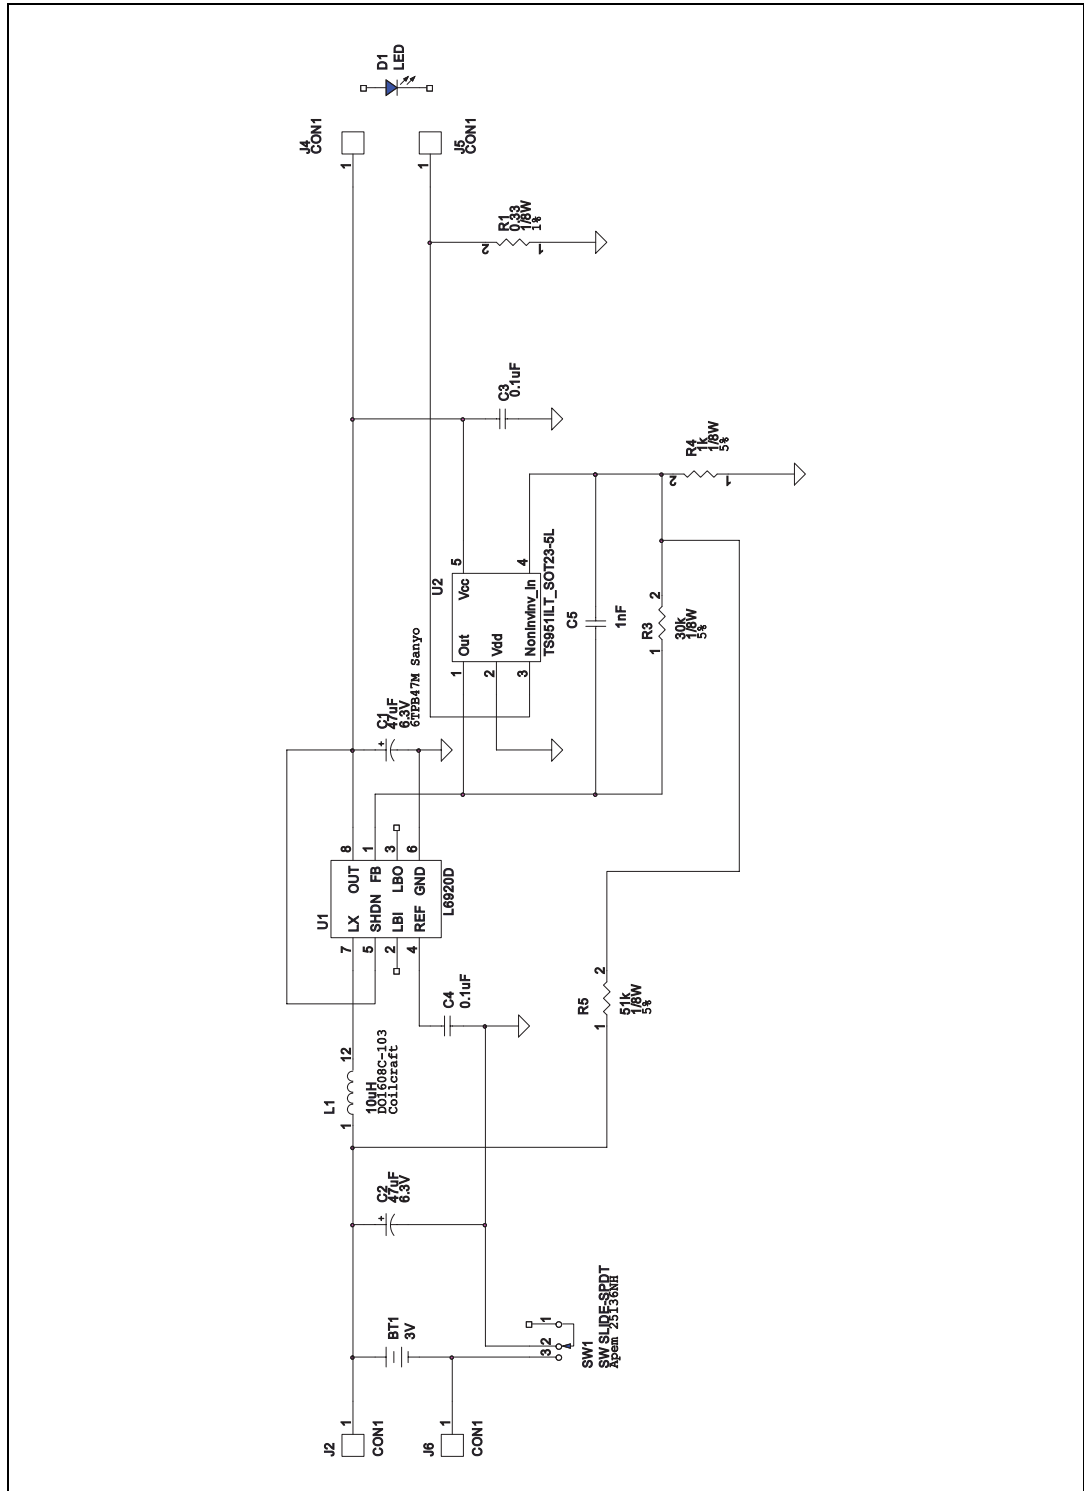 D1
LED
J4
CON1
1
J5
CON1
1
R1
0.33
1/8W
1%
2
1
C3
0.1uF
R4
1k
1/8W
5%
2
1
U2
TS951ILT_SOT23-5L
Vcc
5
Out
1
Vdd
2
NonInvInv_In
3
4
C5
1nF
R3
30k
1/8W
5%
1
2
C1
47uF
6.3V
6TPB47M Sanyo
+
U1
L6920D
LX
OUT
7
8
SHDN
FB
5
1
LBI
LBO
2
3
REF
GND
4
6
C4
0.1uF
R5
51k
1/8W
5%
1
2
L1
10uH
DO1608C-103
Coilcraft
1
12
C2
47uF
6.3V
+
BT1
3V
SW1
SW SLIDE-SPDT
Apem 25136NH
3
2
1
J2
CON1
1
J6
CON1
1